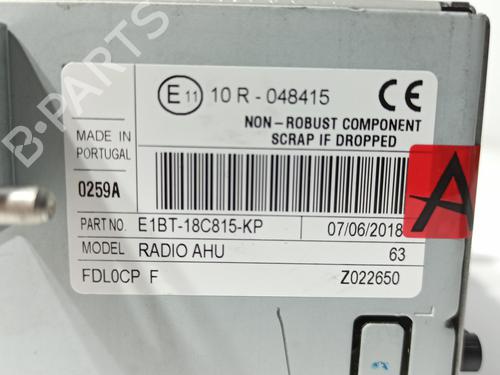 E 11 10 R - 048415 CE
NON-ROBUST COMPONENT
SCRAP IF DROPPED
MADE IN
PORTUGAL
0259A
PART NO. E1BT-18C815-KP 07/06/2018
MODEL RADIO AHU 63
FDL0CP F Z022650
A
B-PARTS